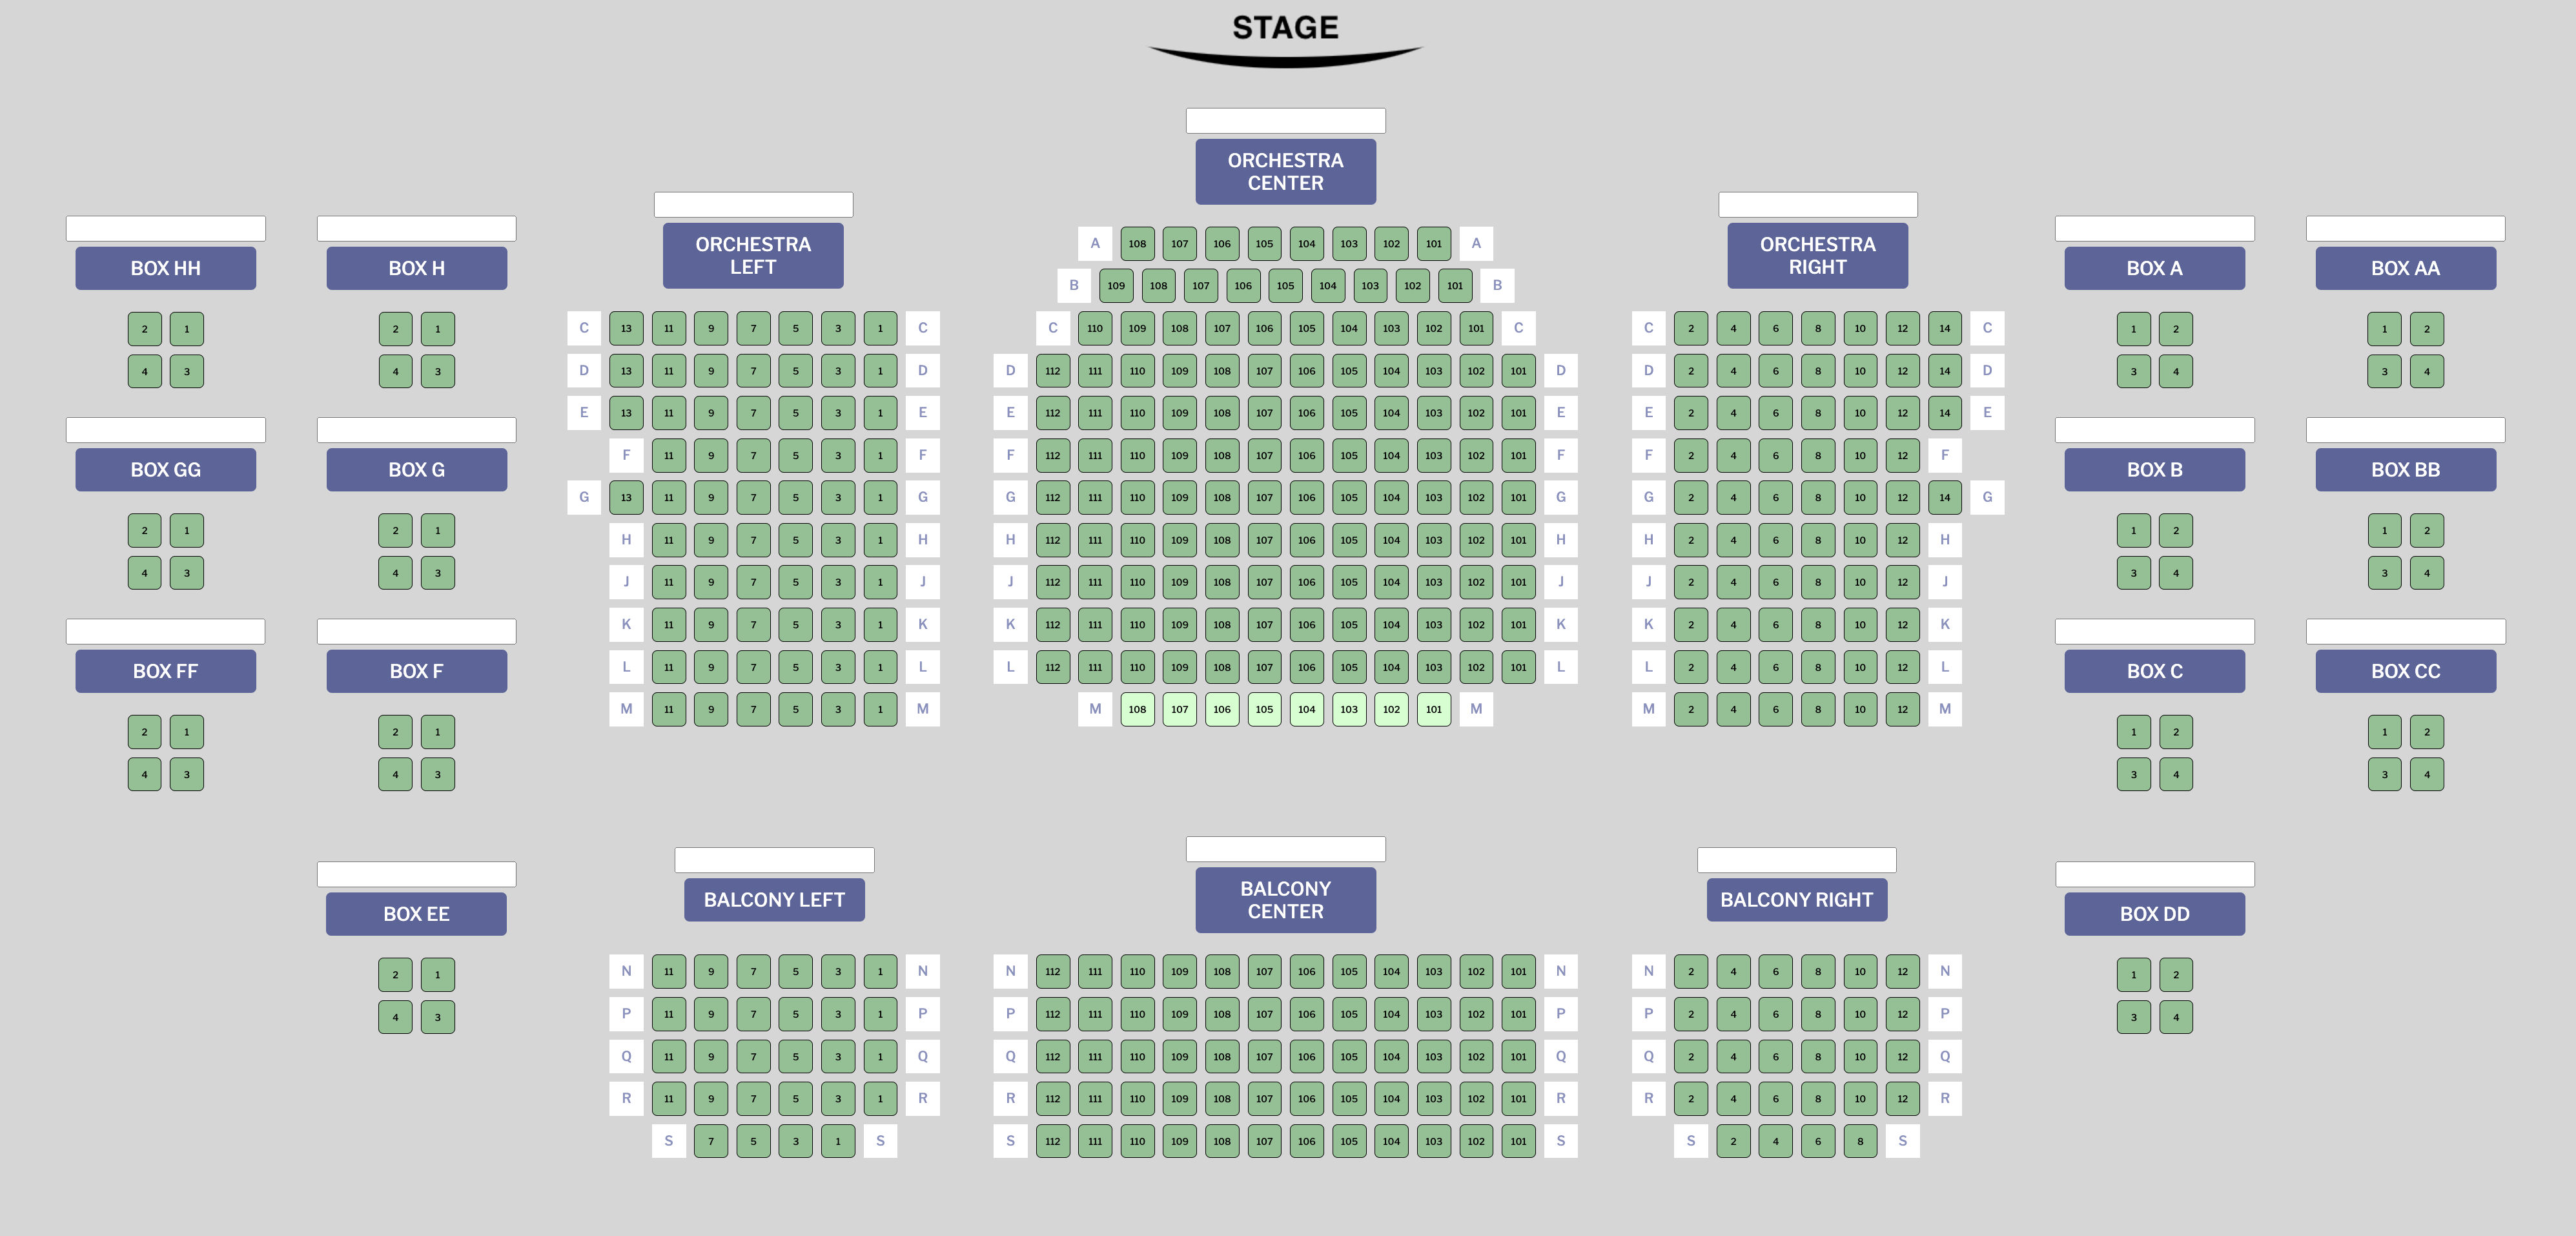 STAGE
ORCHESTRA
CENTER
ORCHESTRA
LEFT
ORCHESTRA
RIGHT
BOX HH
BOX H
BOX A
BOX AA
A 108 107 106 105 104 103 102 101 A
B 109 108 107 106 105 104 103 102 101 B
2 1
2 1
C 13 11 9 7 5 3 1 C
C 110 109 108 107 106 105 104 103 102 101 C
C 2 4 6 8 10 12 14 C
1 2
1 2
4 3
4 3
D 13 11 9 7 5 3 1 D
D 112 111 110 109 108 107 106 105 104 103 102 101 D
D 2 4 6 8 10 12 14 D
3 4
3 4
E 13 11 9 7 5 3 1 E
E 112 111 110 109 108 107 106 105 104 103 102 101 E
E 2 4 6 8 10 12 14 E
BOX GG
BOX G
F 11 9 7 5 3 1 F
F 112 111 110 109 108 107 106 105 104 103 102 101 F
F 2 4 6 8 10 12 F
BOX B
BOX BB
G 13 11 9 7 5 3 1 G
G 112 111 110 109 108 107 106 105 104 103 102 101 G
G 2 4 6 8 10 12 14 G
2 1
2 1
H 11 9 7 5 3 1 H
H 112 111 110 109 108 107 106 105 104 103 102 101 H
H 2 4 6 8 10 12 H
1 2
1 2
4 3
4 3
J 11 9 7 5 3 1 J
J 112 111 110 109 108 107 106 105 104 103 102 101 J
J 2 4 6 8 10 12 J
3 4
3 4
K 11 9 7 5 3 1 K
K 112 111 110 109 108 107 106 105 104 103 102 101 K
K 2 4 6 8 10 12 K
BOX FF
BOX F
L 11 9 7 5 3 1 L
L 112 111 110 109 108 107 106 105 104 103 102 101 L
L 2 4 6 8 10 12 L
BOX C
BOX CC
M 11 9 7 5 3 1 M
M 108 107 106 105 104 103 102 101 M
M 2 4 6 8 10 12 M
2 1
2 1
1 2
1 2
4 3
4 3
3 4
3 4
BOX EE
BALCONY LEFT
BALCONY
CENTER
BALCONY RIGHT
BOX DD
2 1
N 11 9 7 5 3 1 N
N 112 111 110 109 108 107 106 105 104 103 102 101 N
N 2 4 6 8 10 12 N
1 2
4 3
P 11 9 7 5 3 1 P
P 112 111 110 109 108 107 106 105 104 103 102 101 P
P 2 4 6 8 10 12 P
3 4
Q 11 9 7 5 3 1 Q
Q 112 111 110 109 108 107 106 105 104 103 102 101 Q
Q 2 4 6 8 10 12 Q
R 11 9 7 5 3 1 R
R 112 111 110 109 108 107 106 105 104 103 102 101 R
R 2 4 6 8 10 12 R
S 7 5 3 1 S
S 112 111 110 109 108 107 106 105 104 103 102 101 S
S 2 4 6 8 S